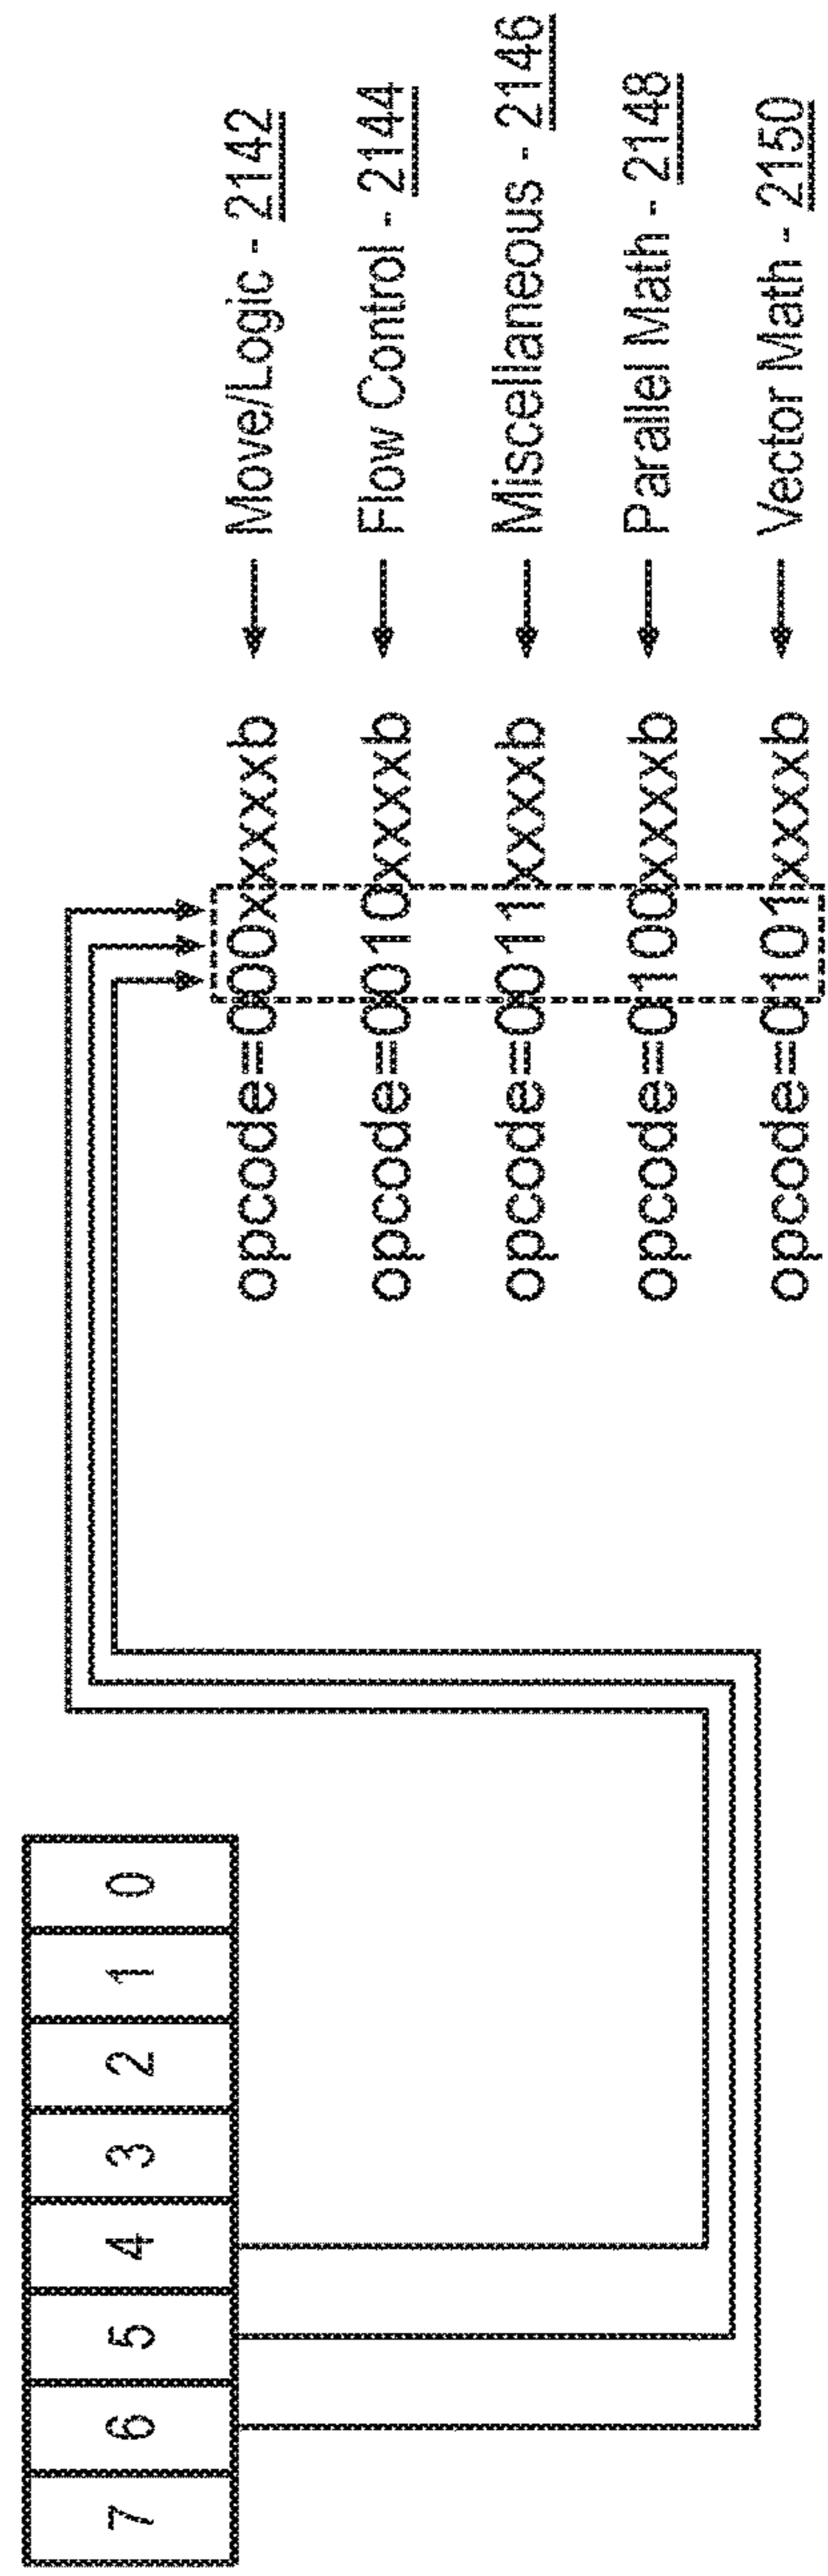 7 6 5 4 3 2 1 0
opcode=000xxxxxb ← Move/Logic - 2142
opcode=0010xxxxb ← Flow Control - 2144
opcode=0011xxxxb ← Miscellaneous - 2146
opcode=0100xxxxb ← Parallel Math - 2148
opcode=0101xxxxb ← Vector Math - 2150